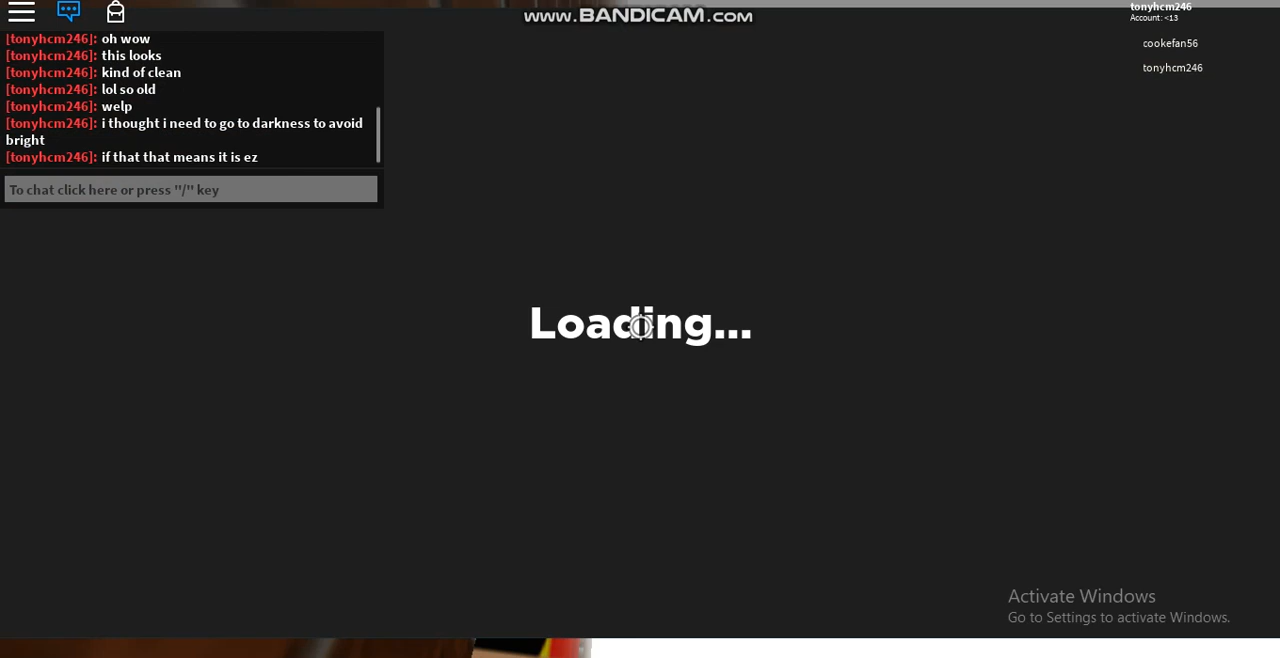 www.BANDICAM.com
tonyhcm246
Account: <13
cookefan56
tonyhcm246
[tonyhcm246]: oh wow
[tonyhcm246]: this looks
[tonyhcm246]: kind of clean
[tonyhcm246]: lol so old
[tonyhcm246]: welp
[tonyhcm246]: i thought i need to go to darkness to avoid
bright
[tonyhcm246]: if that that means it is ez
To chat click here or press "/" key
Loading...
Activate Windows
Go to Settings to activate Windows.